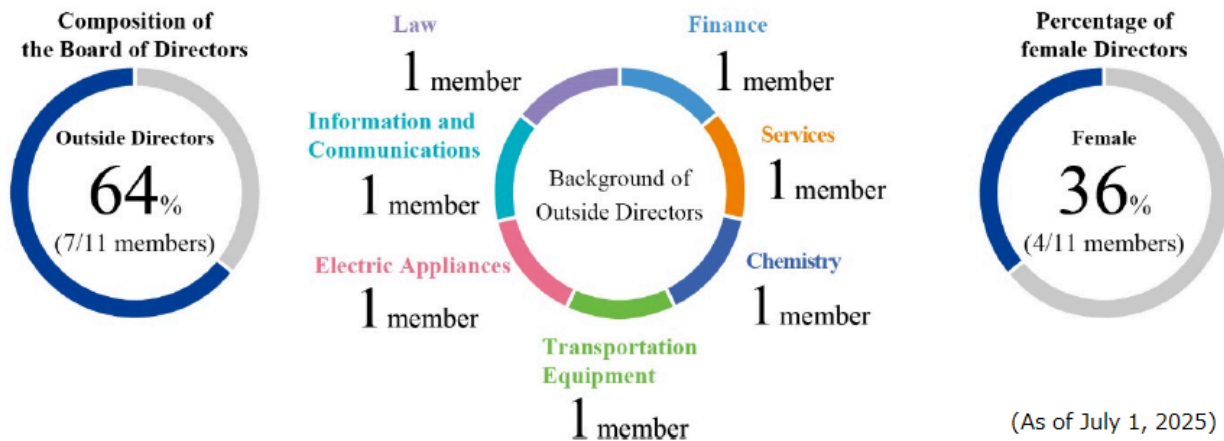 Composition of
the Board of Directors
Outside Directors
64%
(7/11 members)
Law
1 member
Finance
1 member
Information and
Communications
1 member
Services
1 member
Background of
Outside Directors
Electric Appliances
1 member
Chemistry
1 member
Transportation
Equipment
1 member
Percentage of
female Directors
Female
36%
(4/11 members)
(As of July 1, 2025)